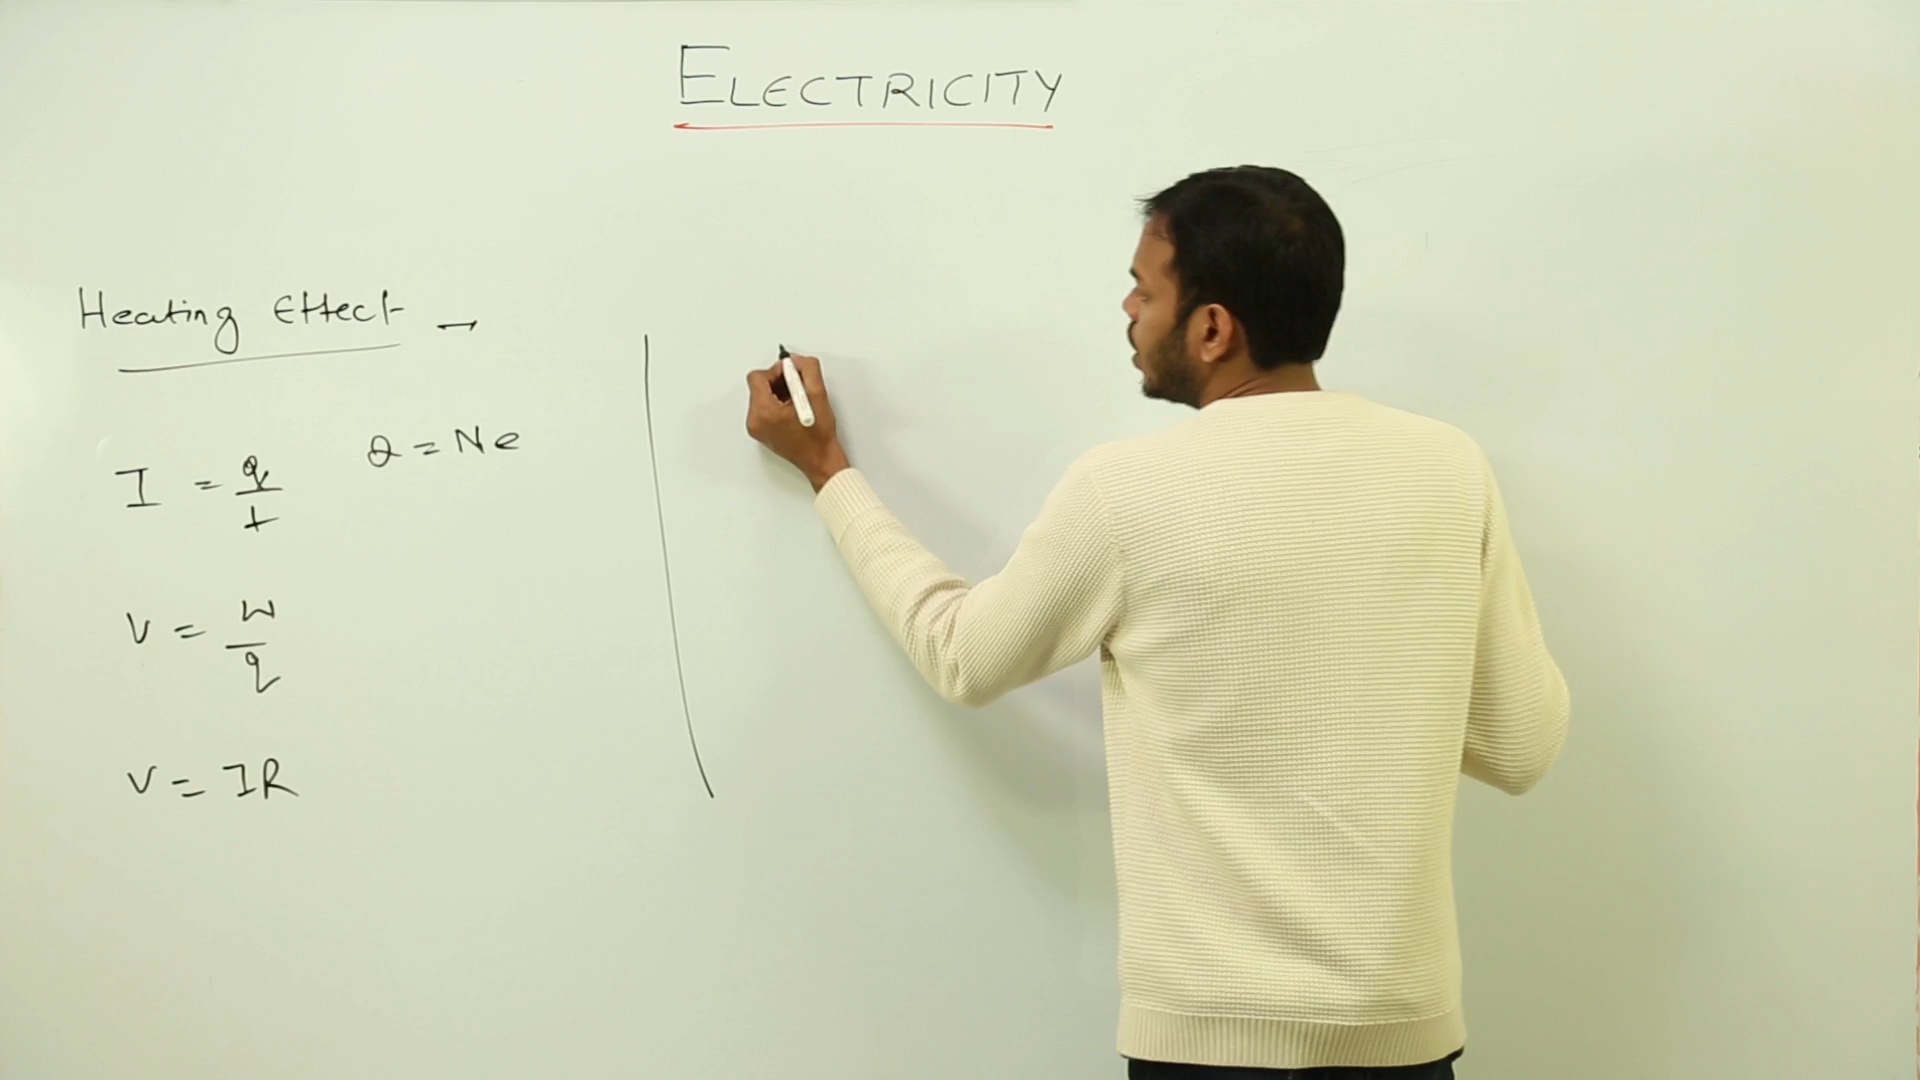 ELECTRICITY
Heating Effect →
I = q/t
Q = Ne
V = W/q
V = IR